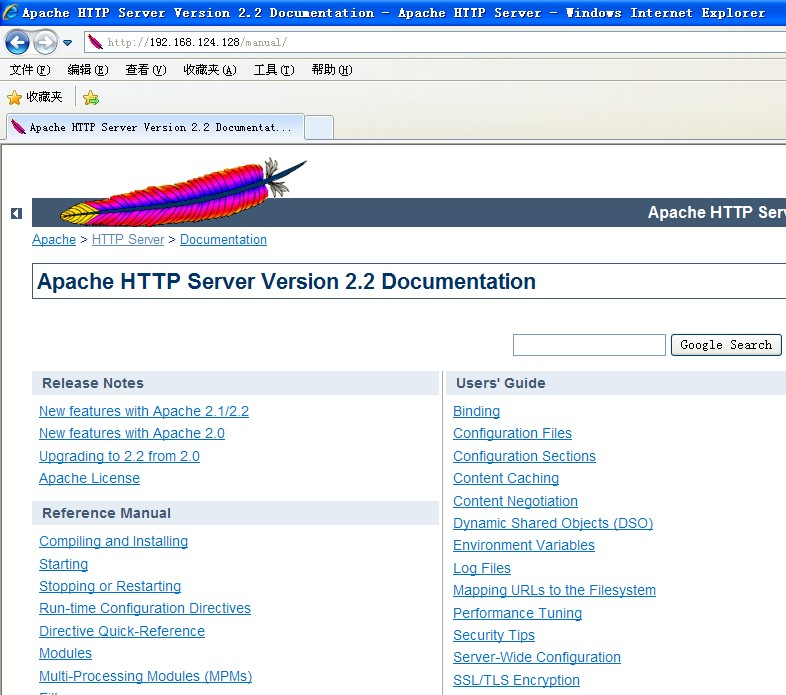 Apache HTTP Server Version 2.2 Documentation - Apache HTTP Server - Windows Internet Explorer
http://192.168.124.128/manual/
文件(F) 编辑(E) 查看(V) 收藏夹(A) 工具(T) 帮助(H)
收藏夹
Apache HTTP Server Version 2.2 Documentat...
Apache HTTP Serv
Apache > HTTP Server > Documentation
Apache HTTP Server Version 2.2 Documentation
Google Search
Release Notes
New features with Apache 2.1/2.2
New features with Apache 2.0
Upgrading to 2.2 from 2.0
Apache License
Reference Manual
Compiling and Installing
Starting
Stopping or Restarting
Run-time Configuration Directives
Directive Quick-Reference
Modules
Multi-Processing Modules (MPMs)
Users' Guide
Binding
Configuration Files
Configuration Sections
Content Caching
Content Negotiation
Dynamic Shared Objects (DSO)
Environment Variables
Log Files
Mapping URLs to the Filesystem
Performance Tuning
Security Tips
Server-Wide Configuration
SSL/TLS Encryption